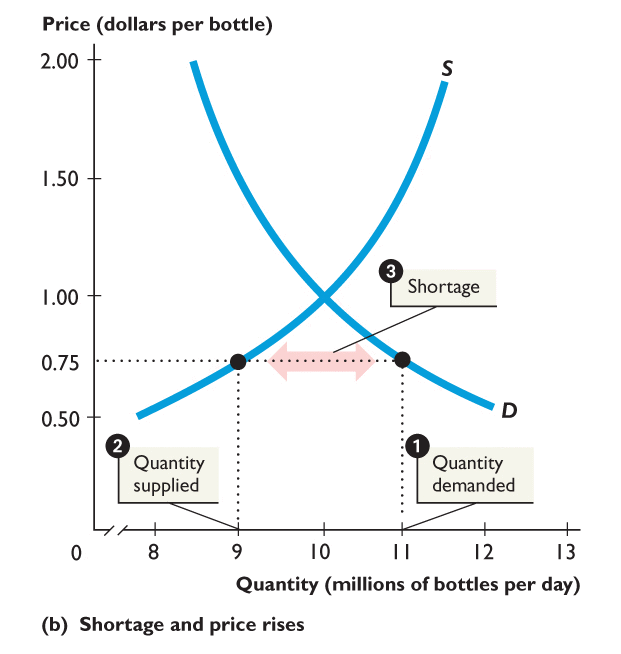 Price (dollars per bottle)
2.00
S
1.50
3
Shortage
1.00
0.75
0.50
D
2
Quantity
supplied
1
Quantity
demanded
0 8 9 10 11 12 13
Quantity (millions of bottles per day)
(b) Shortage and price rises